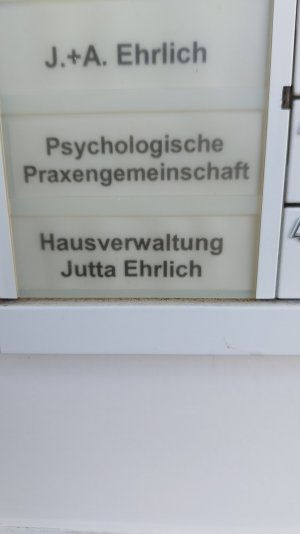 J.+A. Ehrlich
Psychologische
Praxengemeinschaft
Hausverwaltung
Jutta Ehrlich